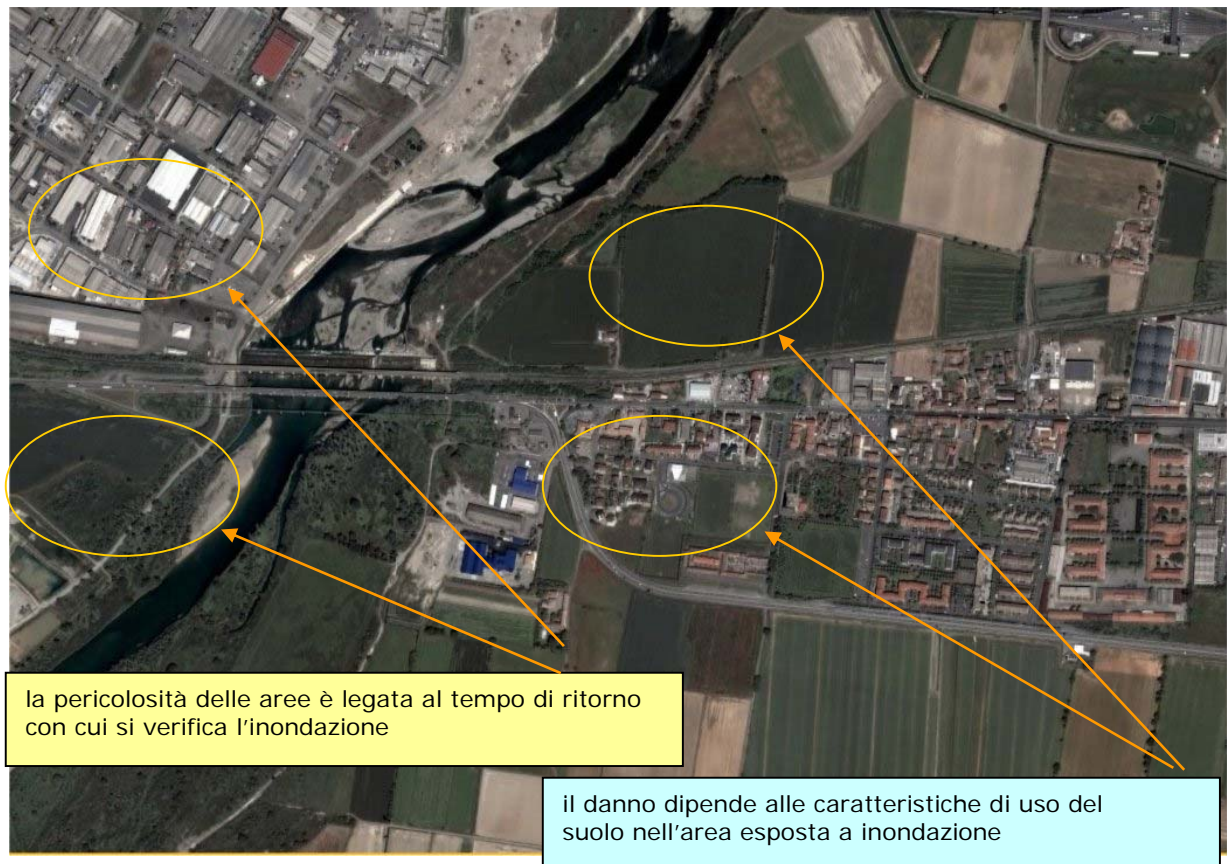 la pericolosità delle aree è legata al tempo di ritorno
con cui si verifica l'inondazione
il danno dipende alle caratteristiche di uso del
suolo nell'area esposta a inondazione